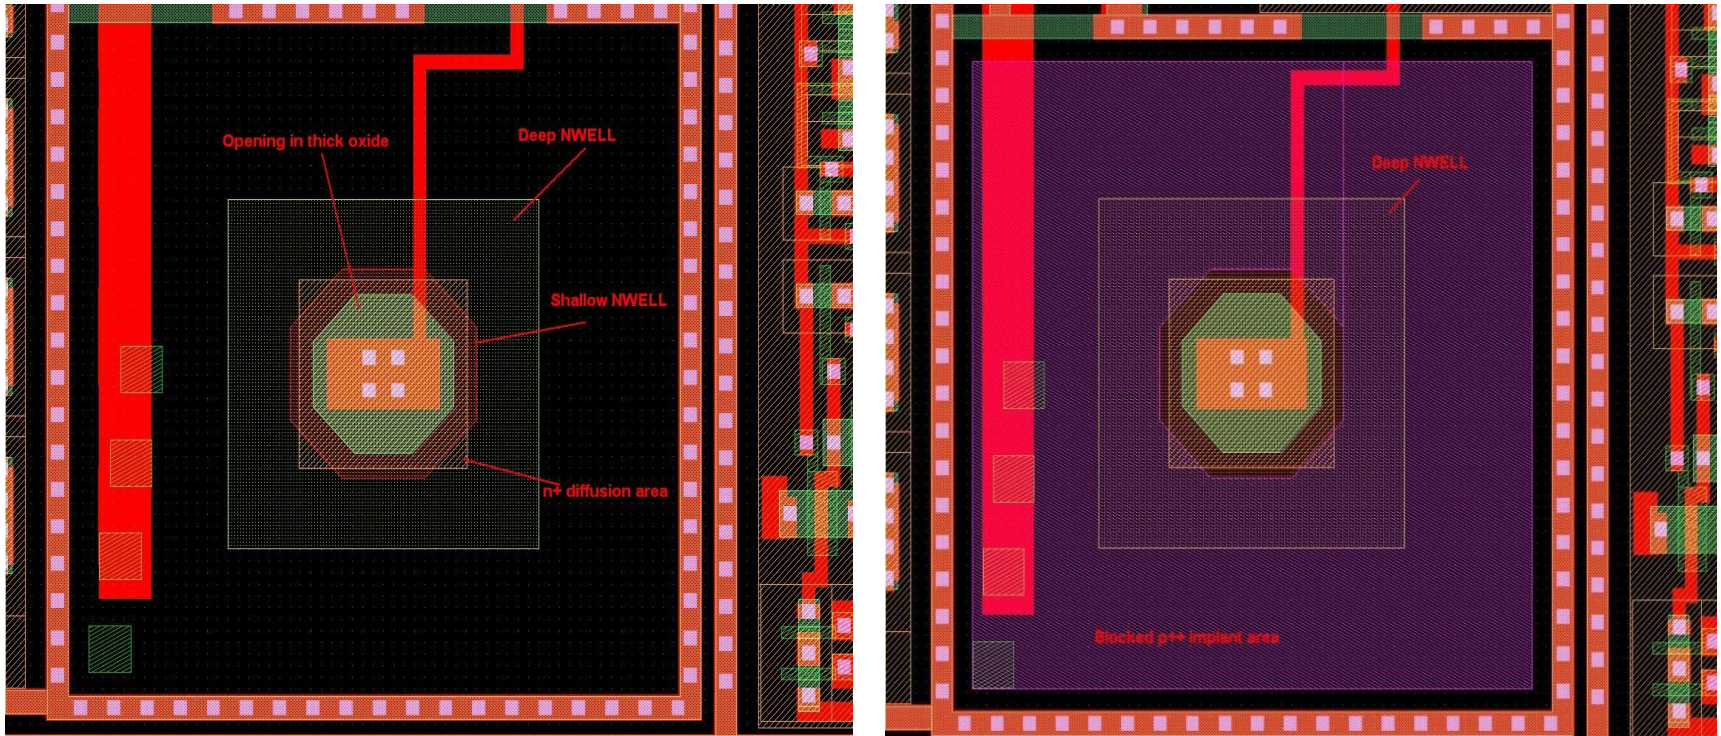 Opening in thick oxide
Deep NWELL
Shallow NWELL
n+ diffusion area
Deep NWELL
Blocked p++ implant area